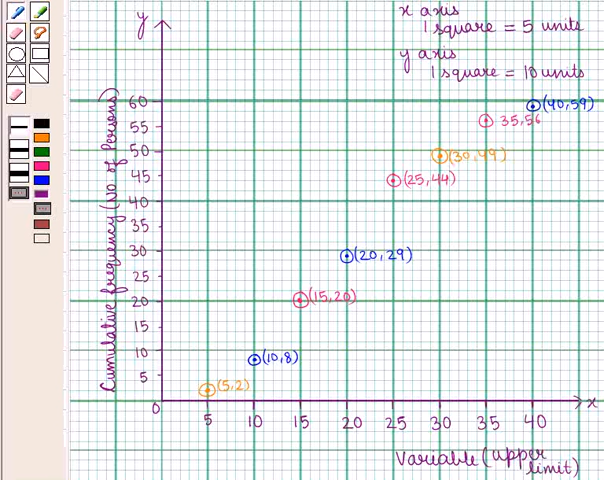 y
x axis
1 square = 5 units
y axis
1 square = 10 units
Cumulative frequency (No of Persons)
60
55
50
45
40
35
30
25
20
15
10
5
0
(40,59)
35,56
(30,49)
(25,44)
(20,29)
(15,20)
(10,8)
(5,2)
5 10 15 20 25 30 35 40 x
Variable (upper
limit)